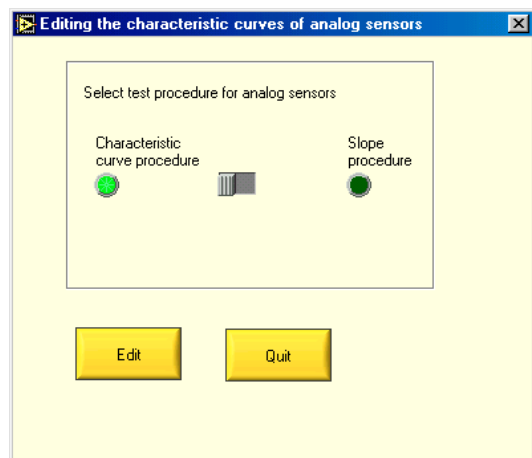 Editing the characteristic curves of analog sensors
Select test procedure for analog sensors
Characteristic
curve procedure
Slope
procedure
Edit
Quit